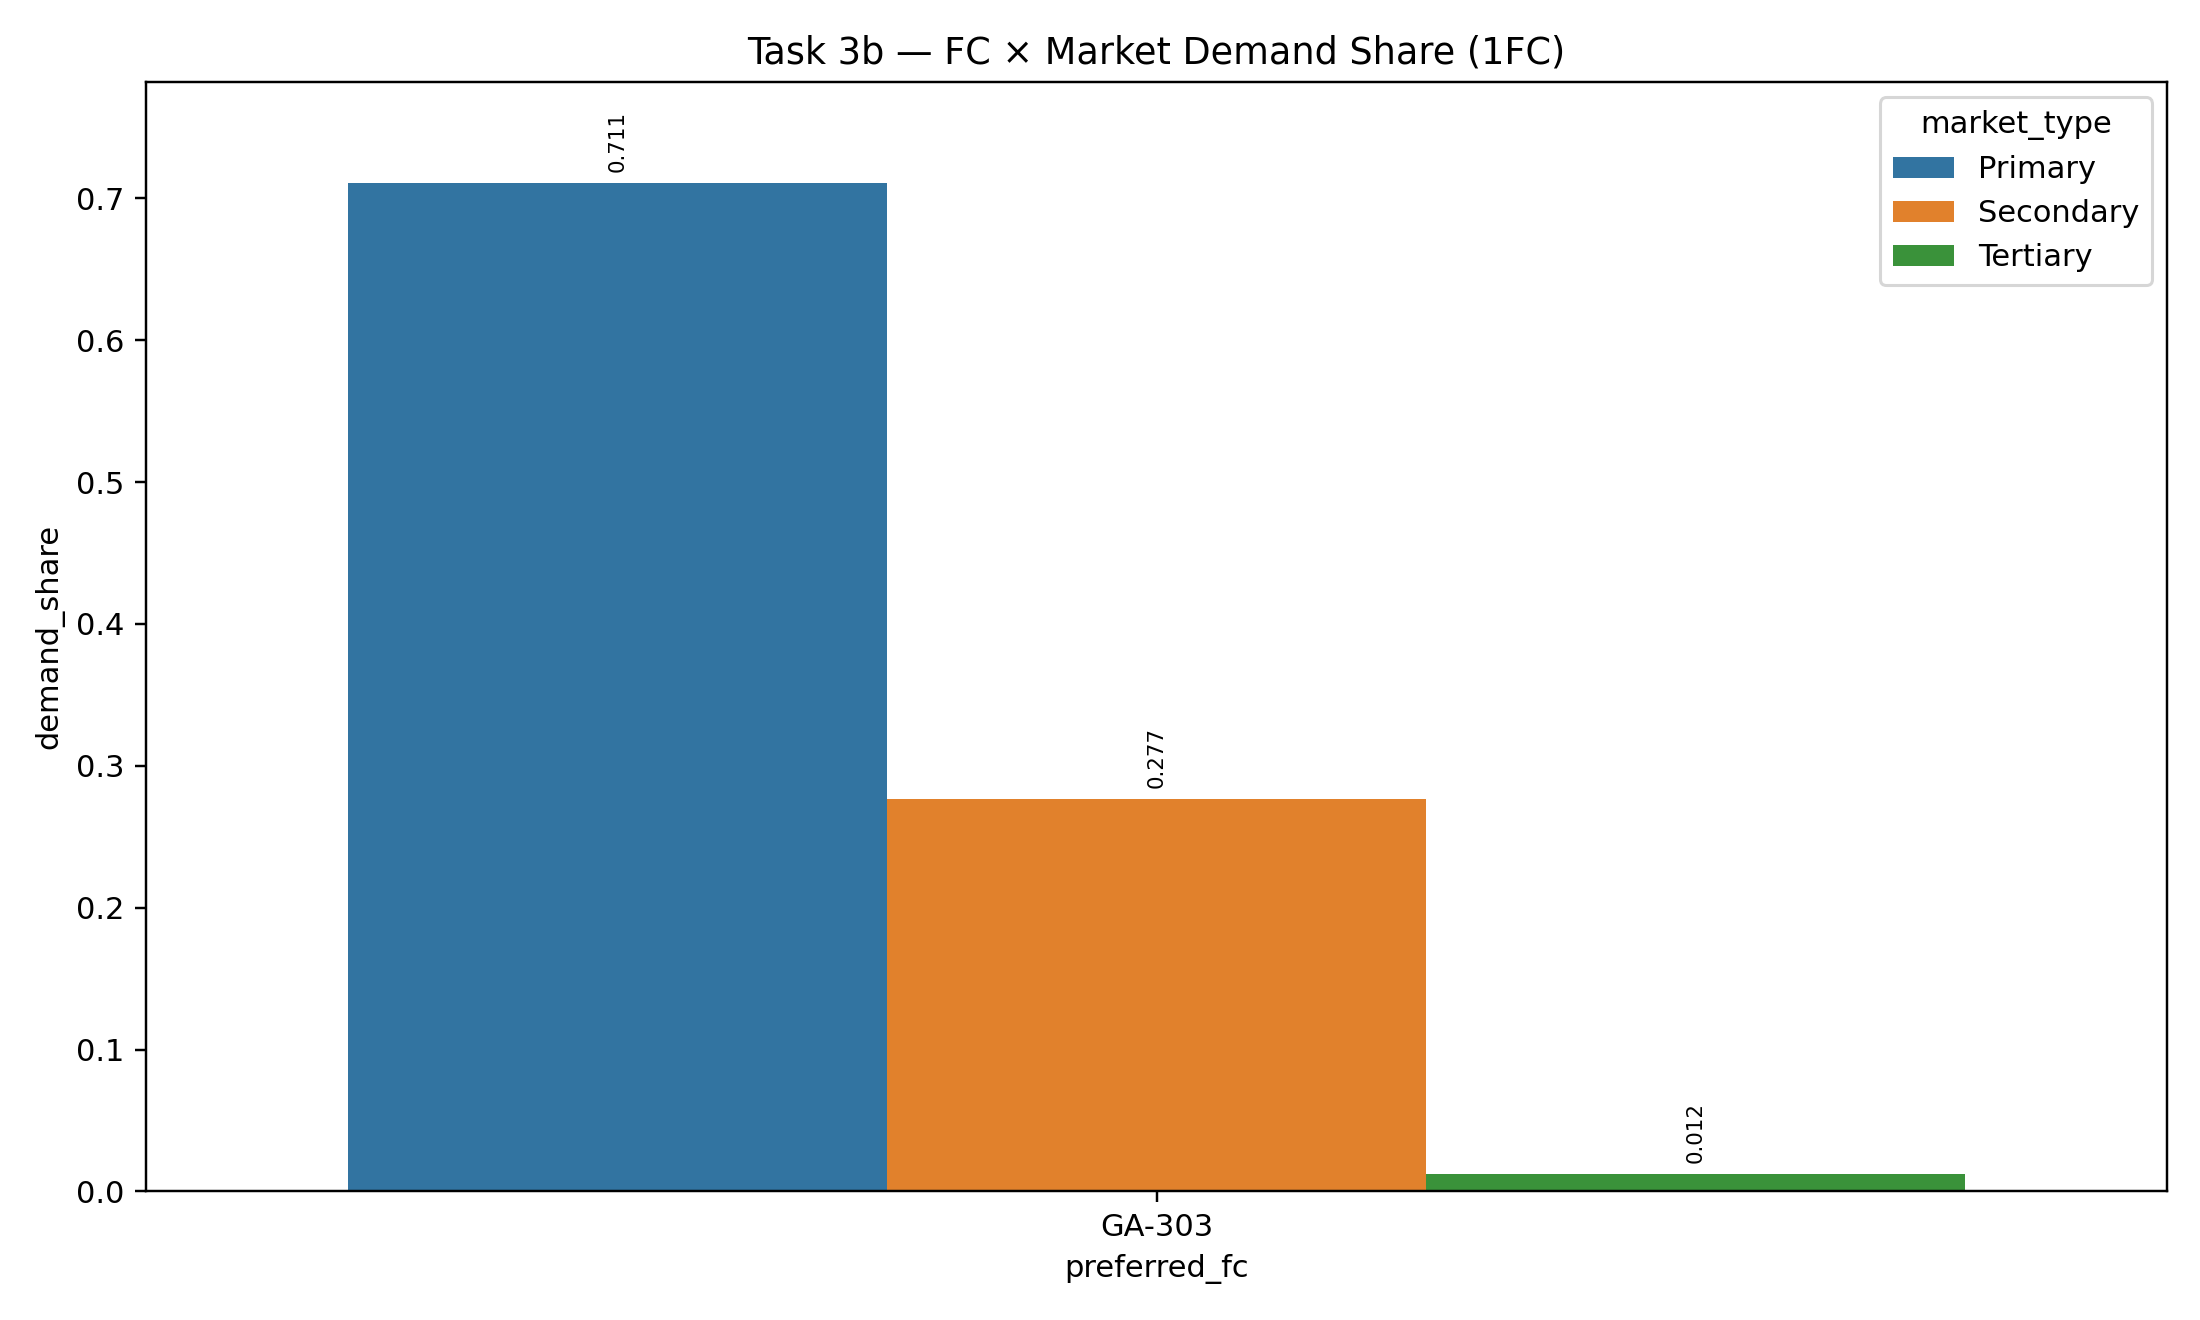 Task 3b — FC × Market Demand Share (1FC)
market_type
Primary
Secondary
Tertiary
demand_share
0.7
0.6
0.5
0.4
0.3
0.2
0.1
0.0
0.711
0.277
0.012
GA-303
preferred_fc